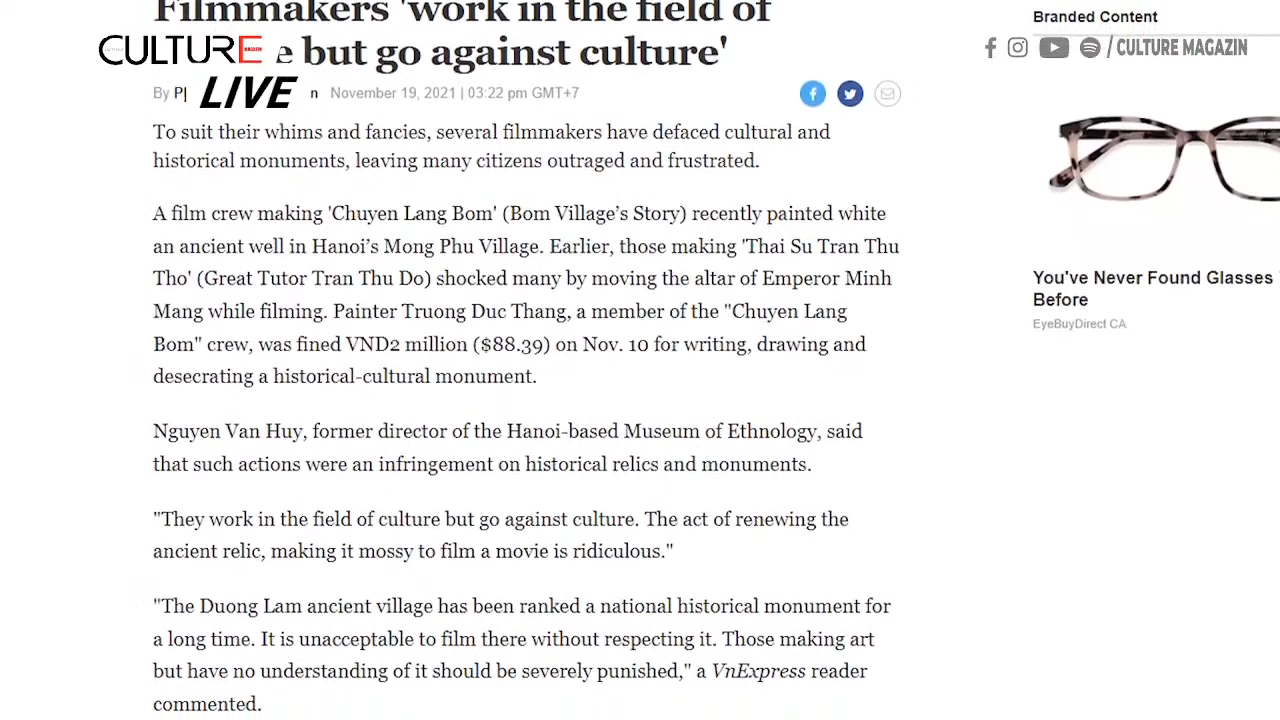 Filmmakers 'work in the field of
e but go against culture'
CULTURE
LIVE
By P
n November 19, 2021 | 03:22 pm GMT+7
To suit their whims and fancies, several filmmakers have defaced cultural and
historical monuments, leaving many citizens outraged and frustrated.
A film crew making 'Chuyen Lang Bom' (Bom Village’s Story) recently painted white
an ancient well in Hanoi’s Mong Phu Village. Earlier, those making 'Thai Su Tran Thu
Tho' (Great Tutor Tran Thu Do) shocked many by moving the altar of Emperor Minh
Mang while filming. Painter Truong Duc Thang, a member of the "Chuyen Lang
Bom" crew, was fined VND2 million ($88.39) on Nov. 10 for writing, drawing and
desecrating a historical-cultural monument.
Nguyen Van Huy, former director of the Hanoi-based Museum of Ethnology, said
that such actions were an infringement on historical relics and monuments.
"They work in the field of culture but go against culture. The act of renewing the
ancient relic, making it mossy to film a movie is ridiculous."
"The Duong Lam ancient village has been ranked a national historical monument for
a long time. It is unacceptable to film there without respecting it. Those making art
but have no understanding of it should be severely punished," a VnExpress reader
commented.
Branded Content
/ CULTURE MAGAZIN
You've Never Found Glasses
Before
EyeBuyDirect CA